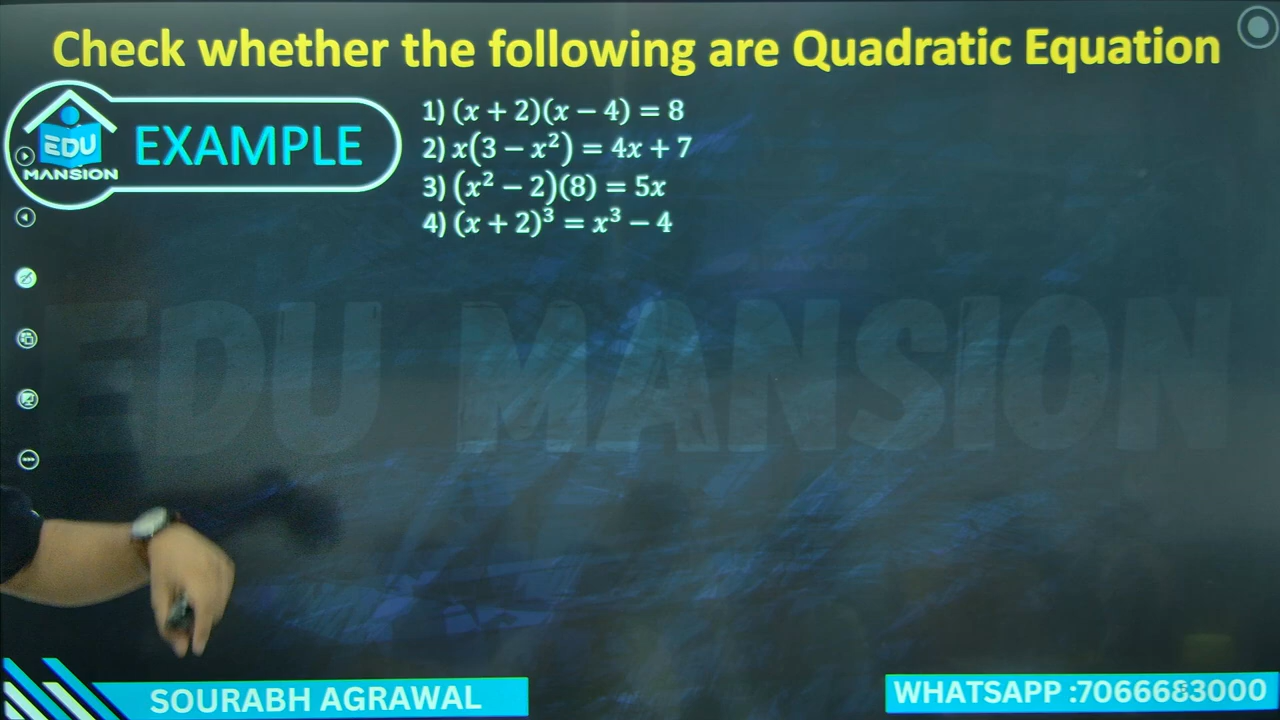 Check whether the following are Quadratic Equation
EDU
MANSION
EXAMPLE
1) (x + 2)(x − 4) = 8
2) x(3 − x²) = 4x + 7
3) (x² − 2)(8) = 5x
4) (x + 2)³ = x³ − 4
EDU MANSION
SOURABH AGRAWAL
WHATSAPP :7066683000